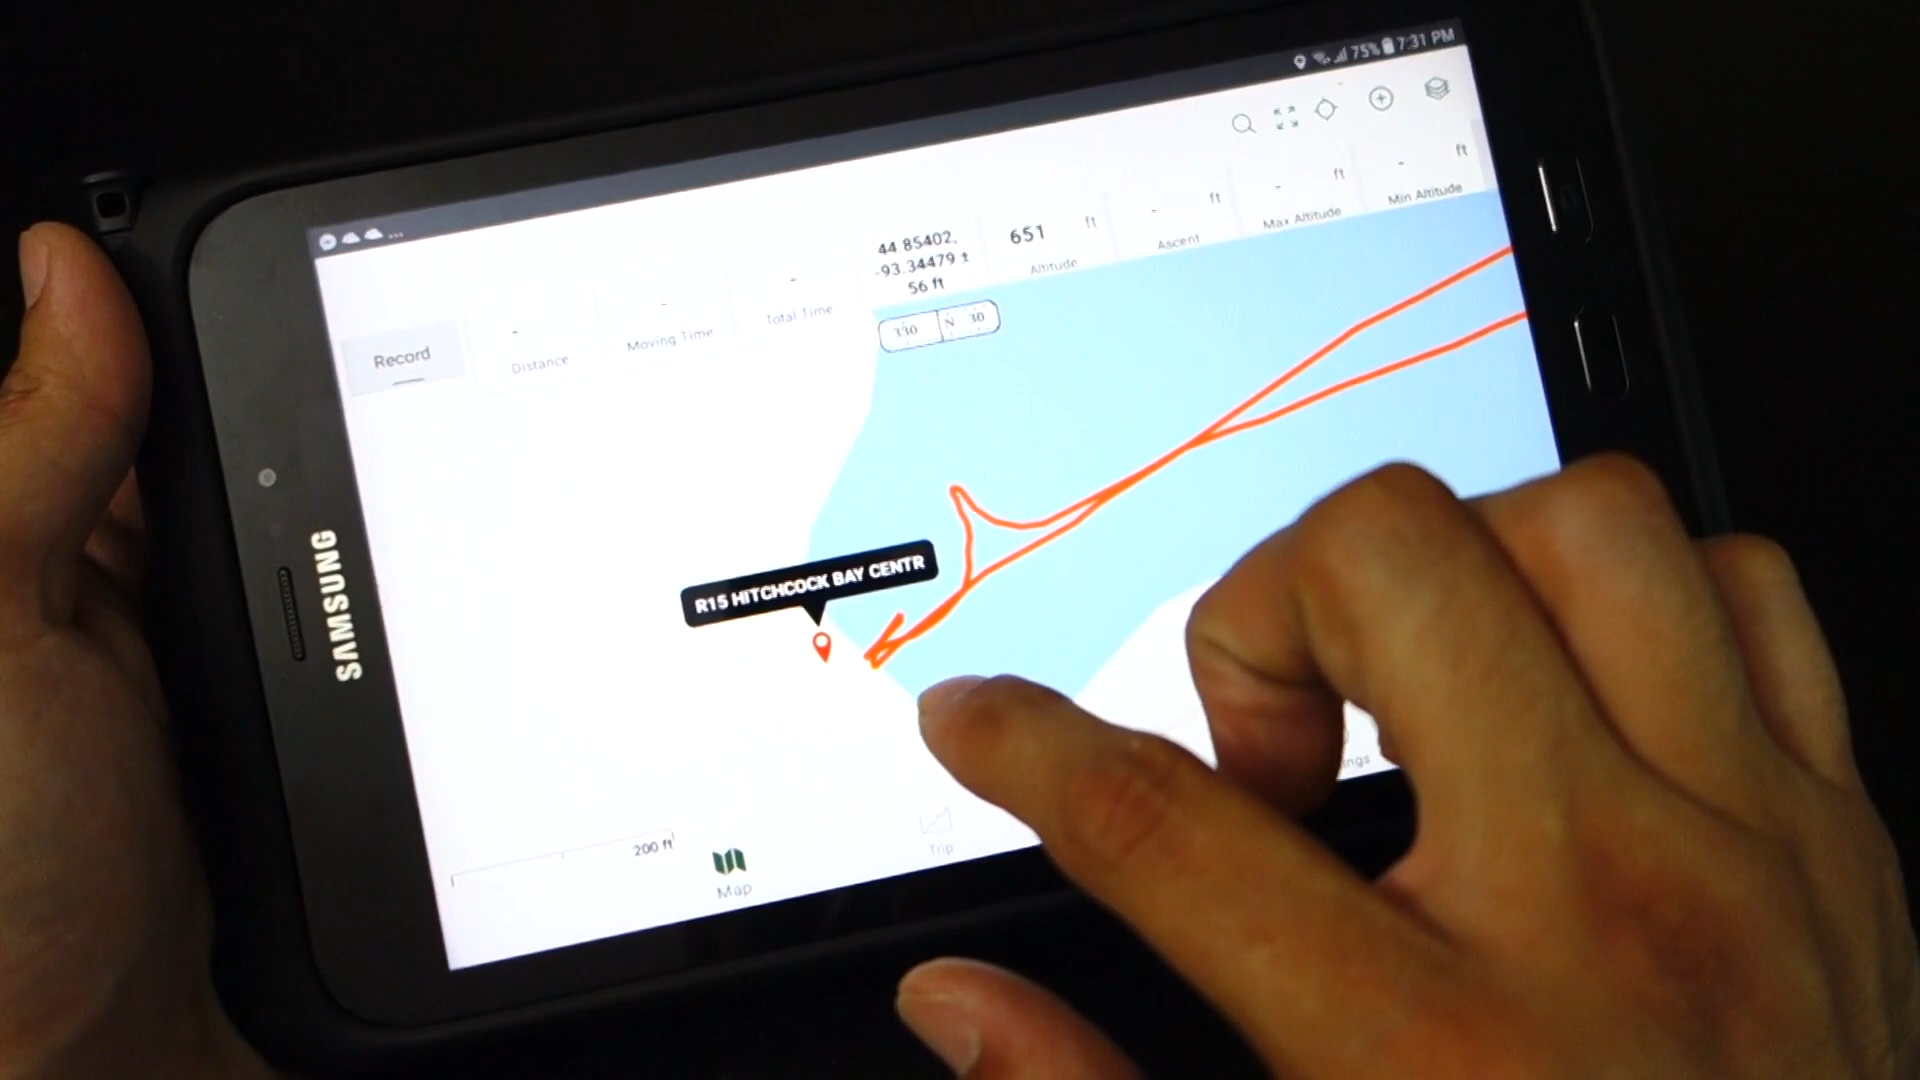 75% 7:31 PM
...
Record
-
Distance
-
Moving Time
-
Total Time
44.85402,
-93.34479 ±
56 ft
651 ft
Altitude
- ft
Ascent
- ft
Max Altitude
- ft
Min Altitude
330 N 30
SAMSUNG
R15 HITCHCOCK BAY CENTR
200 ft
Map
Trip
ings